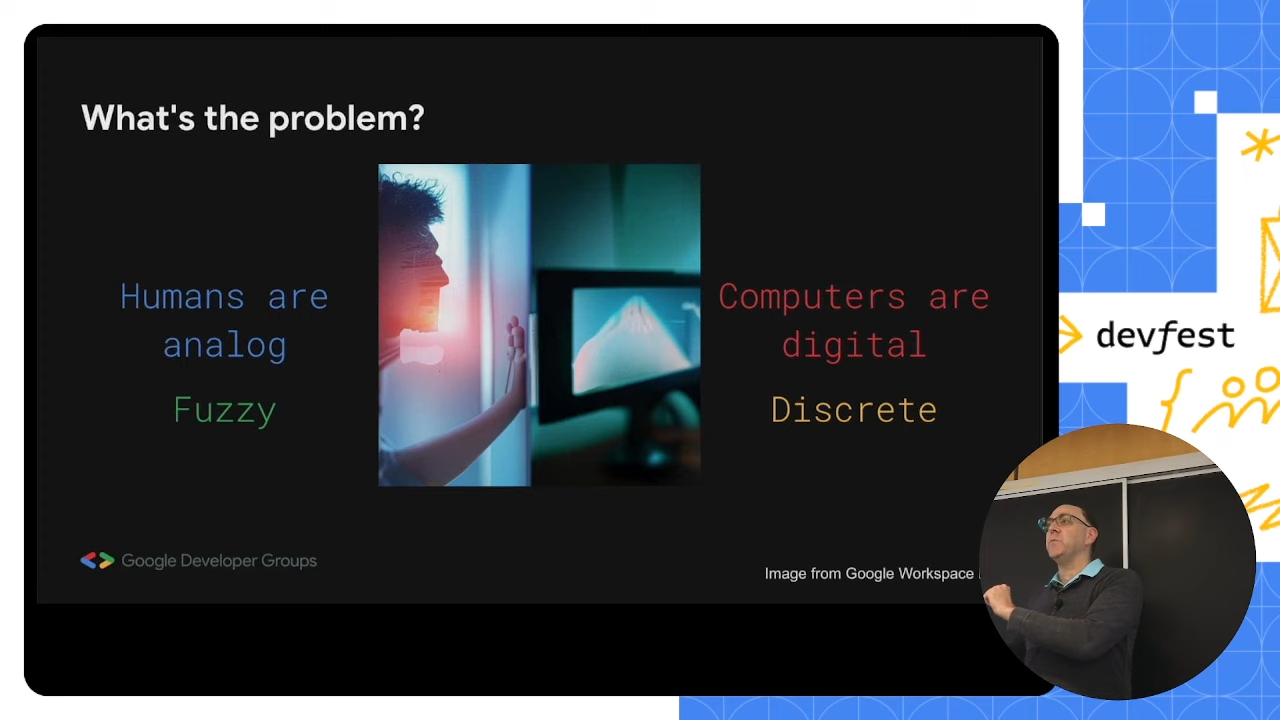 What's the problem?
Humans are
analog
Fuzzy
Computers are
digital
Discrete
Google Developer Groups
Image from Google Workspace
devfest